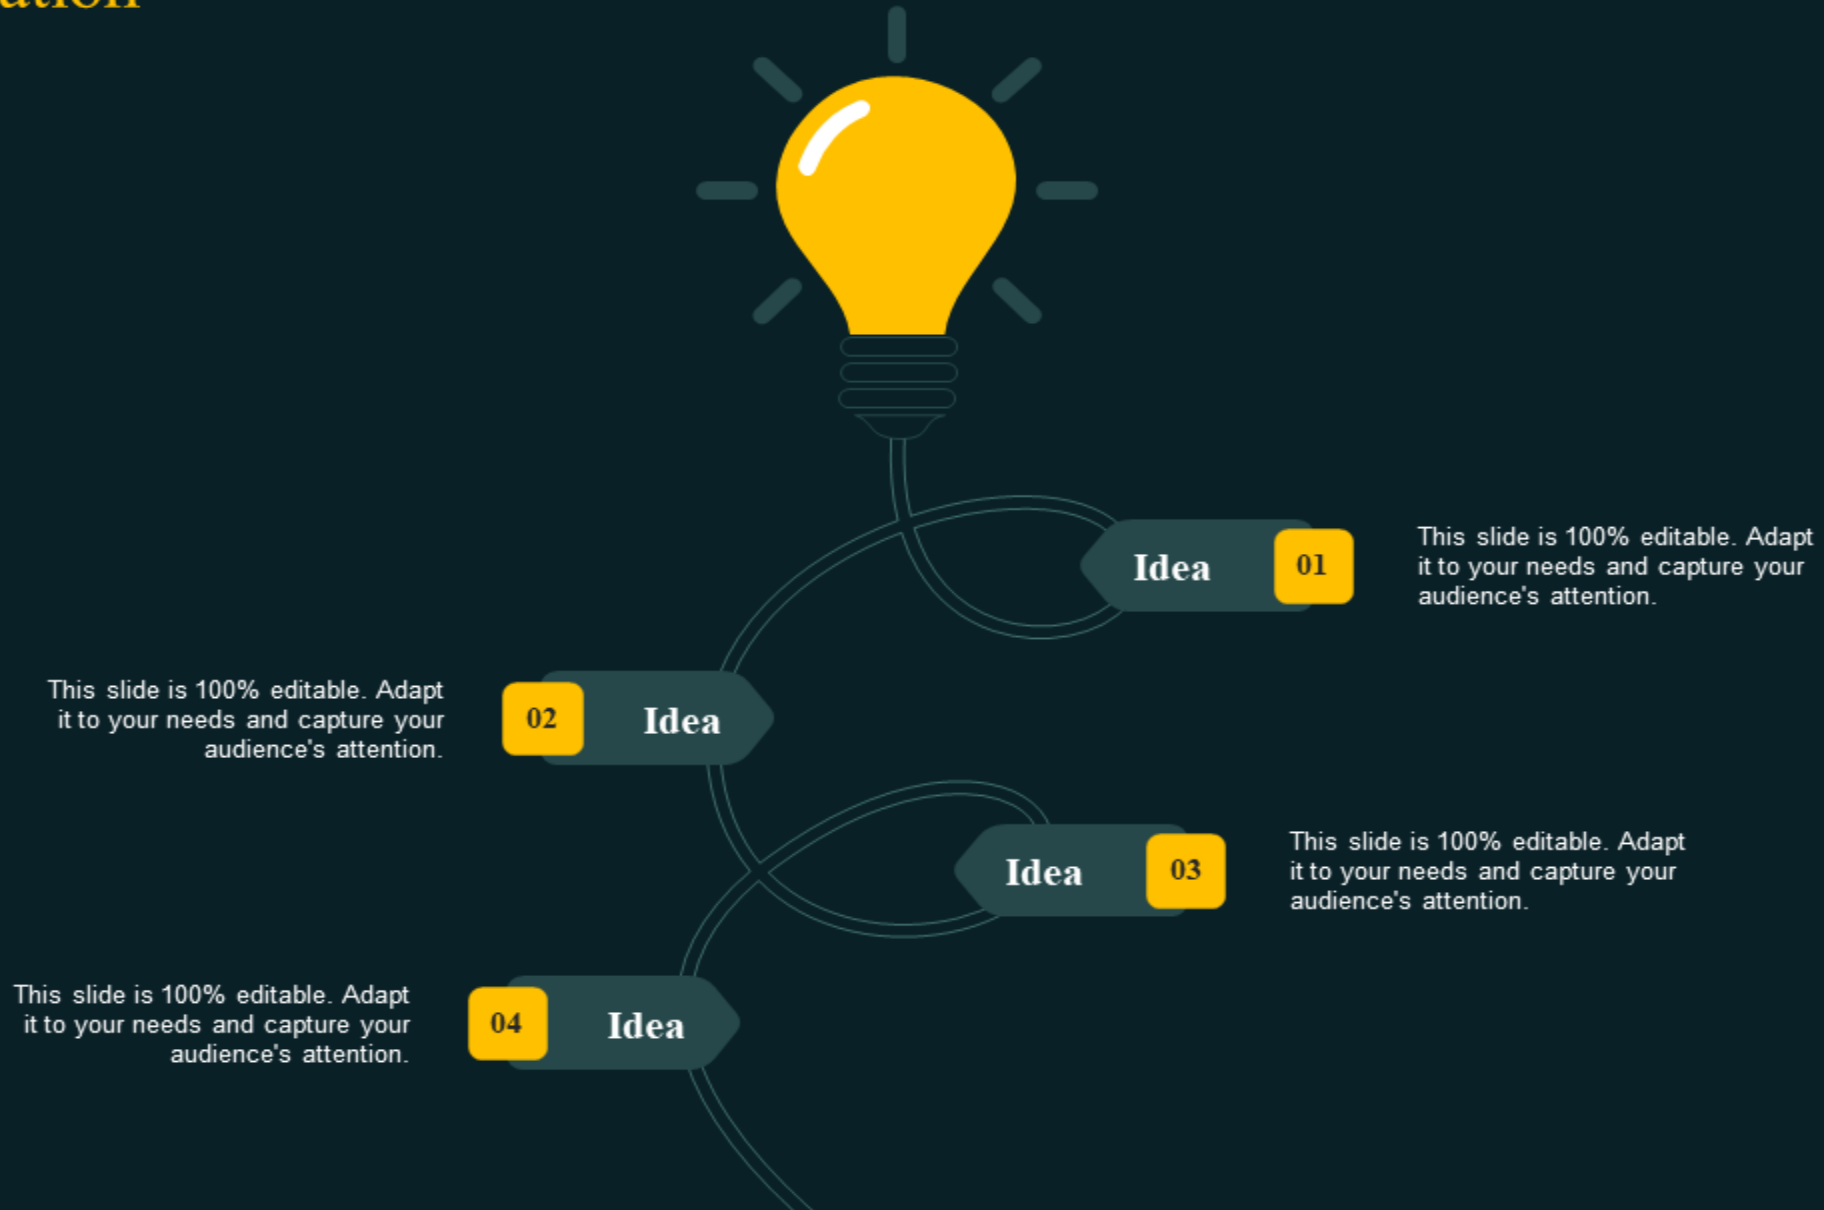 Idea
01
This slide is 100% editable. Adapt
it to your needs and capture your
audience's attention.
This slide is 100% editable. Adapt
it to your needs and capture your
audience's attention.
02
Idea
Idea
03
This slide is 100% editable. Adapt
it to your needs and capture your
audience's attention.
This slide is 100% editable. Adapt
it to your needs and capture your
audience's attention.
04
Idea